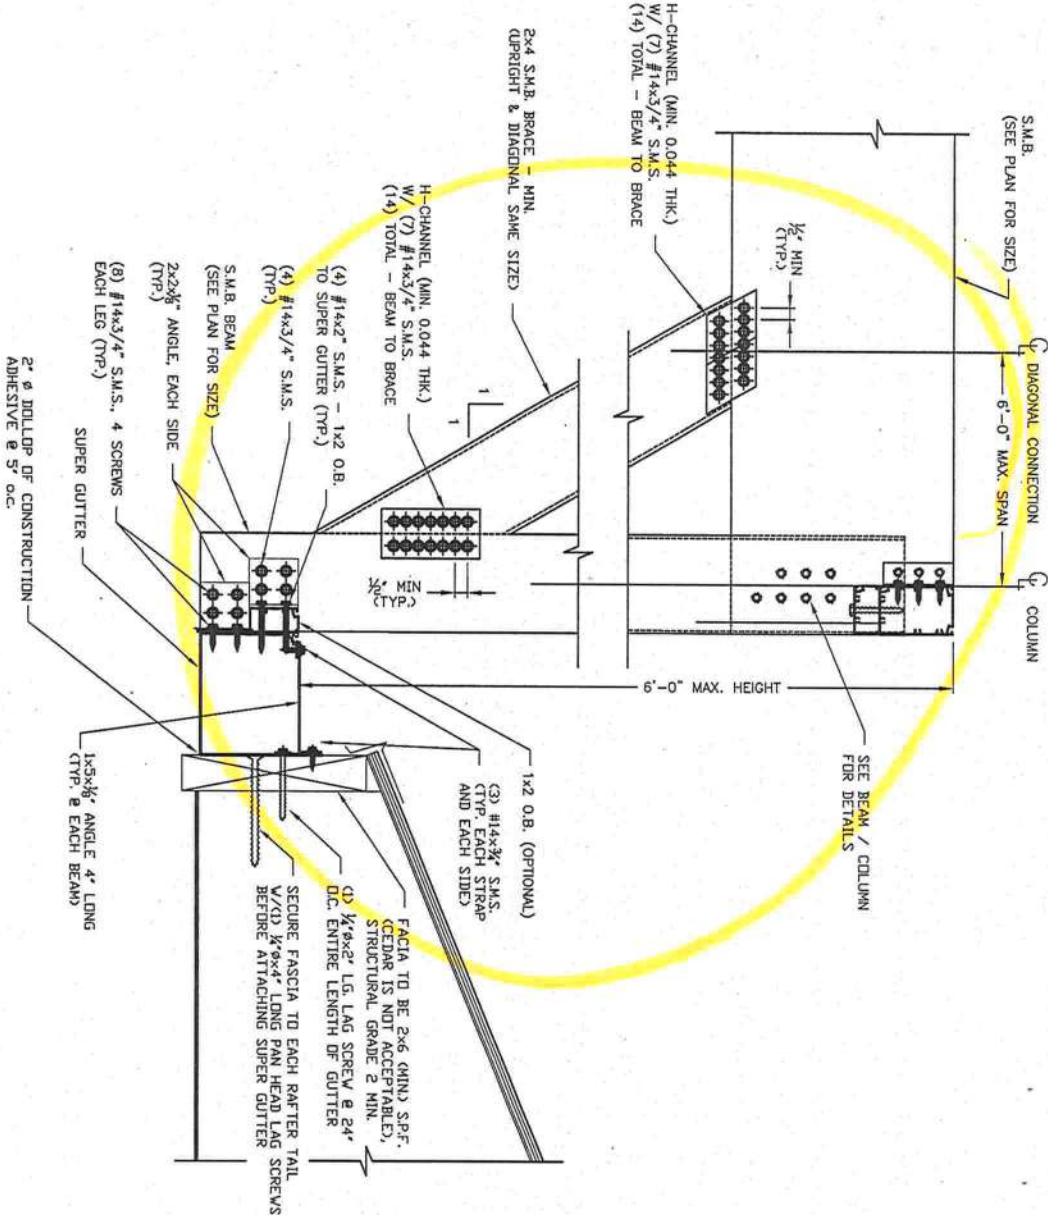 S.M.B.
(SEE PLAN FOR SIZE)
H-CHANNEL (MIN. 0.044 THK.)
W/ (7) #14x3/4" S.M.S.
(14) TOTAL - BEAM TO BRACE
2x4 S.M.B. BRACE - MIN.
(UPRIGHT & DIAGONAL SAME SIZE)
H-CHANNEL (MIN. 0.044 THK.)
W/ (7) #14x3/4" S.M.S.
(14) TOTAL - BEAM TO BRACE
(4) #14x2" S.M.S. - 1x2 O.B.
TO SUPER GUTTER (TYP.)
(4) #14x3/4" S.M.S.
(TYP.)
S.M.B. BEAM
(SEE PLAN FOR SIZE)
2x2x⅛" ANGLE, EACH SIDE
(TYP.)
(8) #14x3/4" S.M.S., 4 SCREWS
EACH LEG (TYP.)
SUPER GUTTER
2" ø DOLLOP OF CONSTRUCTION
ADHESIVE @ 5' o.c.
½" MIN
(TYP.)
1
1
½" MIN
(TYP.)
℄ DIAGONAL CONNECTION
6'-0" MAX. SPAN
℄ COLUMN
6'-0" MAX. HEIGHT
SEE BEAM / COLUMN
FOR DETAILS
1x2 O.B. (OPTIONAL)
(3) #14x¾" S.M.S.
(TYP. EACH STRAP
AND EACH SIDE)
FACIA TO BE 2x6 (MIN.) S.P.F.
(CEDAR IS NOT ACCEPTABLE),
STRUCTURAL GRADE 2 MIN.
(1) ¼"øx2" LG. LAG SCREW @ 24"
O.C. ENTIRE LENGTH OF GUTTER
SECURE FASCIA TO EACH RAFTER TAIL
W/(1) ¼"øx4" LONG PAN HEAD LAG SCREWS
BEFORE ATTACHING SUPER GUTTER
1x5x⅛" ANGLE 4" LONG
(TYP. @ EACH BEAM)